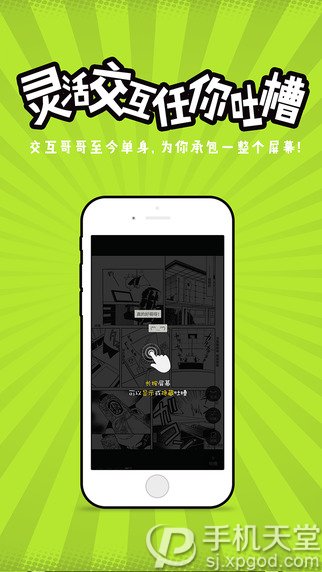 灵活交互任你吐槽
交互哥哥至今单身,为你承包一整个屏幕!
真的好萌呀!
长按屏幕
可以显示或隐藏吐槽
手机天堂
sj.xpgod.com